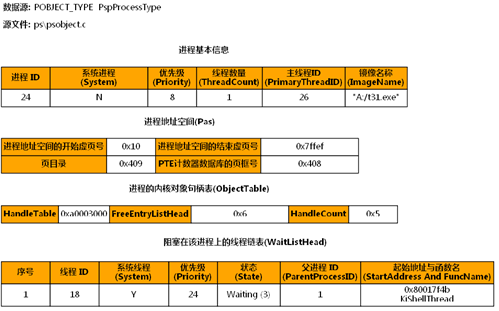 数据源: POBJECT_TYPE PspProcessType
源文件: ps\psobject.c
进程基本信息
进程 ID 系统进程 (System) 优先级 (Priority) 线程数量 (ThreadCount) 主线程ID (PrimaryThreadID) 镜像名称 (ImageName)
24 N 8 1 26 "A:/t31.exe"
进程地址空间(Pas)
进程地址空间的开始虚页号 0x10 进程地址空间的结束虚页号 0x7ffef
页目录 0x409 PTE计数器数据库的页框号 0x408
进程的内核对象句柄表(ObjectTable)
HandleTable 0xa0003000 FreeEntryListHead 0x6 HandleCount 0x5
阻塞在该进程上的线程链表(WaitListHead)
序号 线程 ID 系统线程 (System) 优先级 (Priority) 状态 (State) 父进程 ID (ParentProcessID) 起始地址与函数名 (StartAddress And FuncName)
1 18 Y 24 Waiting (3) 1 0x80017f4b KiShellThread